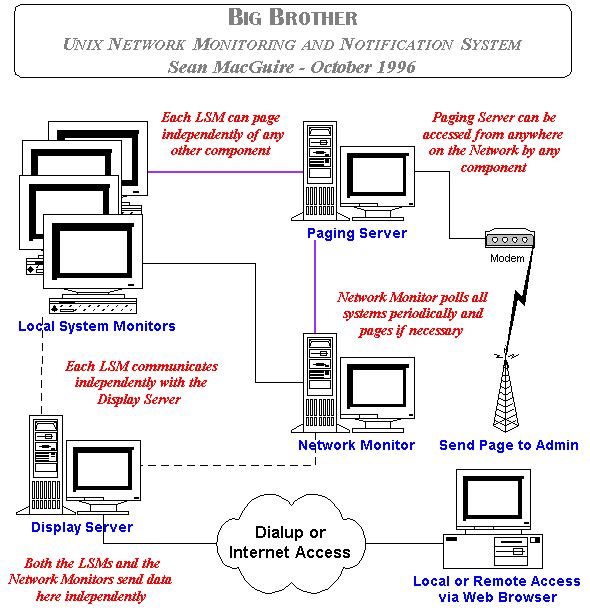 BIG BROTHER
UNIX NETWORK MONITORING AND NOTIFICATION SYSTEM
Sean MacGuire - October 1996
Each LSM can page
independently of any
other component
Paging Server can be
accessed from anywhere
on the Network by any
component
Paging Server
Modem
Local System Monitors
Network Monitor polls all
systems periodically and
pages if necessary
Each LSM communicates
independently with the
Display Server
Network Monitor
Send Page to Admin
Display Server
Dialup or
Internet Access
Both the LSMs and the
Network Monitors send data
here independently
Local or Remote Access
via Web Browser